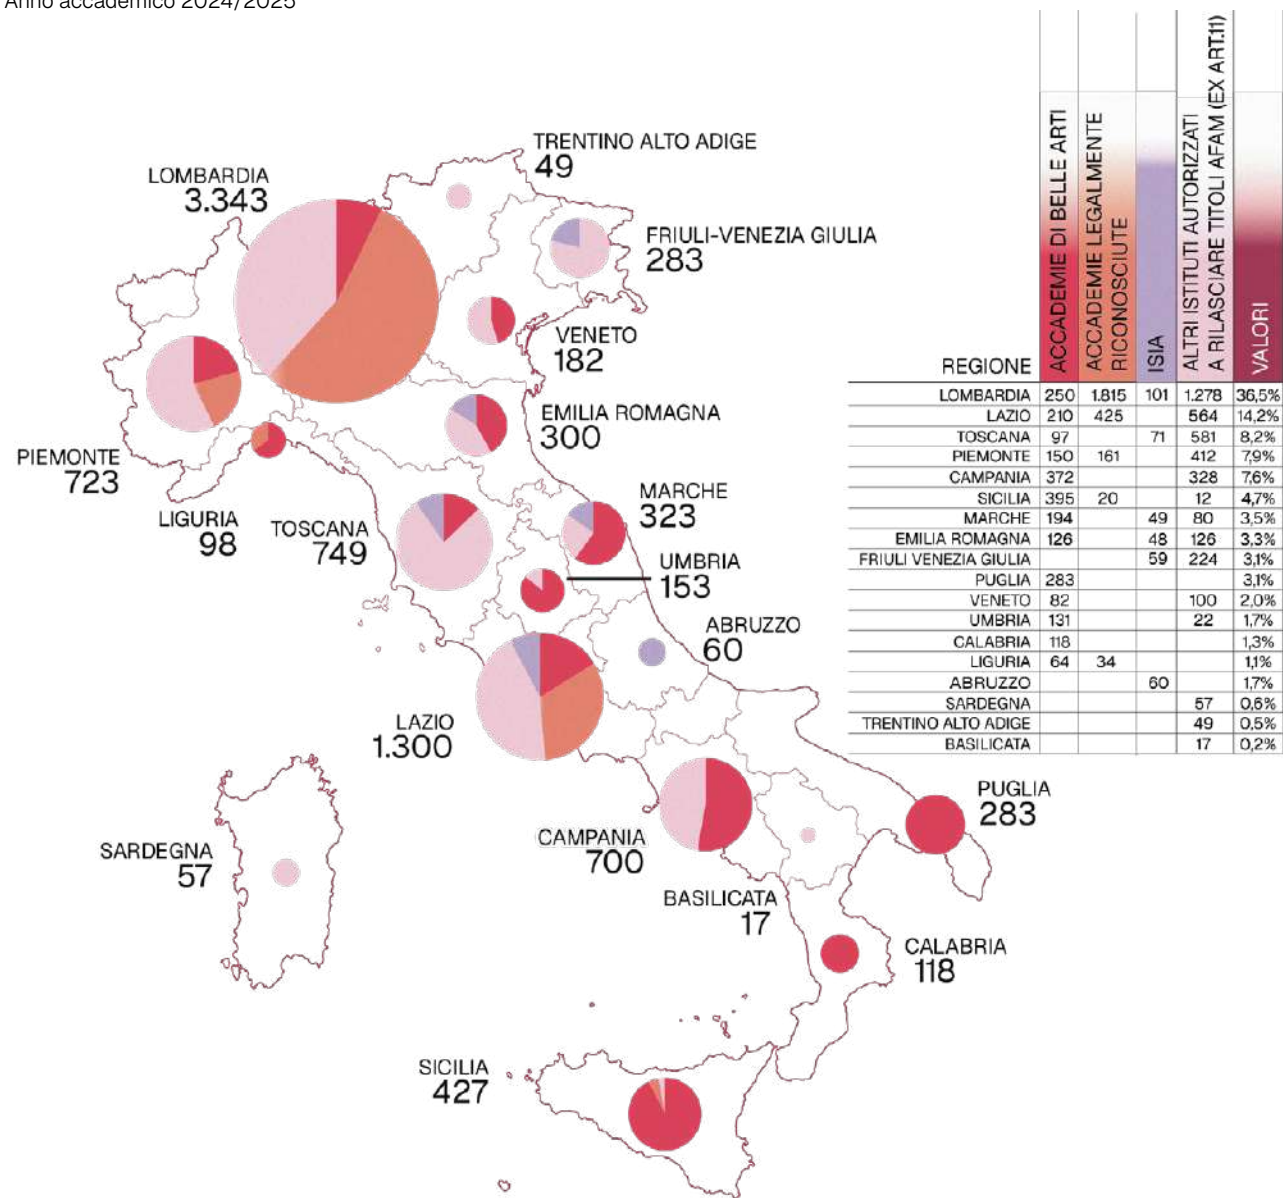 Anno accademico 2024/2025
TRENTINO ALTO ADIGE
49
LOMBARDIA
3.343
FRIULI-VENEZIA GIULIA
283
VENETO
182
EMILIA ROMAGNA
300
PIEMONTE
723
LIGURIA
98
TOSCANA
749
MARCHE
323
UMBRIA
153
ABRUZZO
60
LAZIO
1.300
SARDEGNA
57
CAMPANIA
700
PUGLIA
283
BASILICATA
17
CALABRIA
118
SICILIA
427
REGIONE
ACCADEMIE DI BELLE ARTI
ACCADEMIE LEGALMENTE
RICONOSCIUTE
ISIA
ALTRI ISTITUTI AUTORIZZATI
A RILASCIARE TITOLI AFAM (EX ART.11)
VALORI
LOMBARDIA 250 1.815 101 1.278 36,5%
LAZIO 210 425 564 14,2%
TOSCANA 97 71 581 8,2%
PIEMONTE 150 161 412 7,9%
CAMPANIA 372 328 7,6%
SICILIA 395 20 12 4,7%
MARCHE 194 49 80 3,5%
EMILIA ROMAGNA 126 48 126 3,3%
FRIULI VENEZIA GIULIA 59 224 3,1%
PUGLIA 283 3,1%
VENETO 82 100 2,0%
UMBRIA 131 22 1,7%
CALABRIA 118 1,3%
LIGURIA 64 34 1,1%
ABRUZZO 60 1,7%
SARDEGNA 57 0,6%
TRENTINO ALTO ADIGE 49 0,5%
BASILICATA 17 0,2%